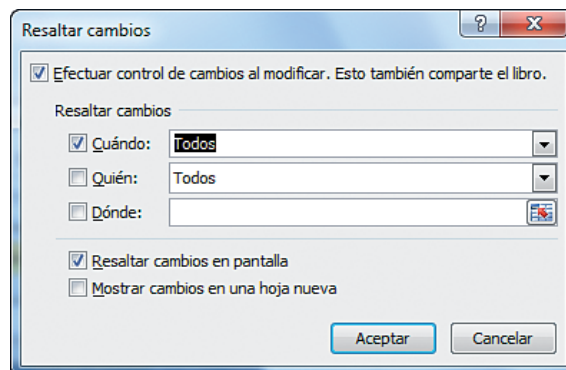 Resaltar cambios
Efectuar control de cambios al modificar. Esto también comparte el libro.
Resaltar cambios
Cuándo: Todos
Quién: Todos
Dónde:
Resaltar cambios en pantalla
Mostrar cambios en una hoja nueva
Aceptar Cancelar